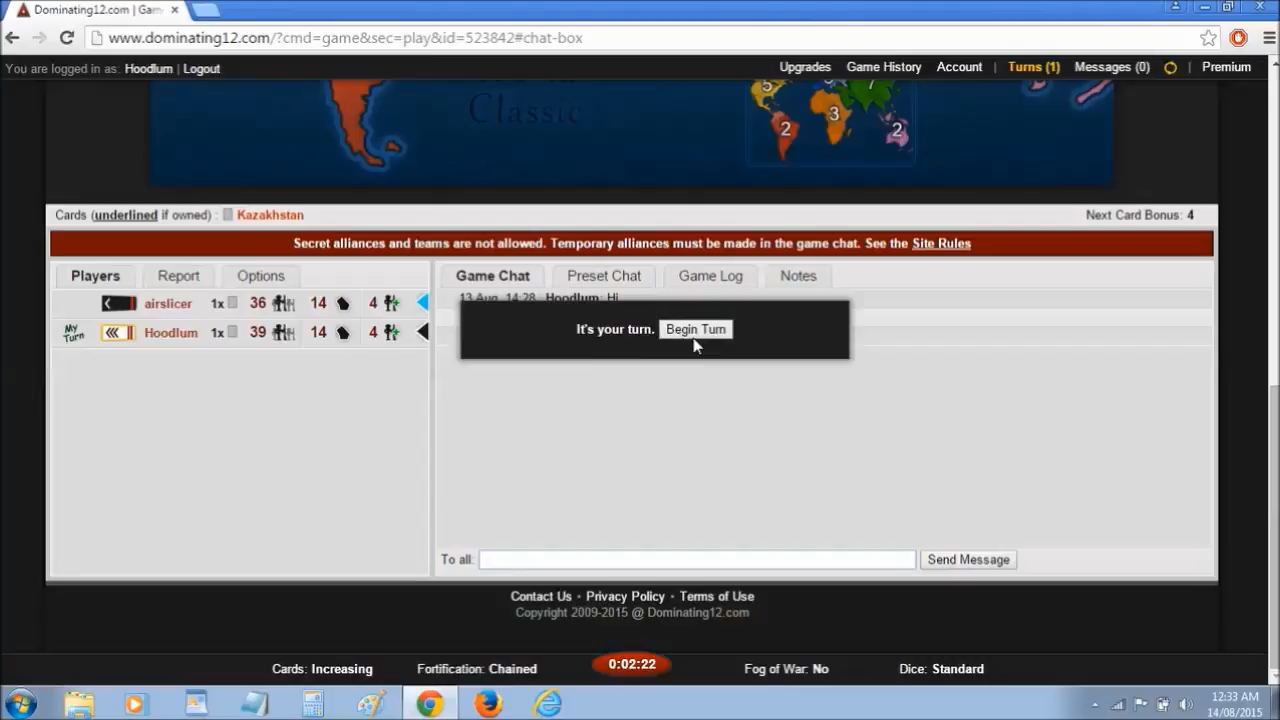 Dominating12.com | Gam
www.dominating12.com/?cmd=game&sec=play&id=523842#chat-box
You are logged in as: Hoodlum | Logout
Upgrades Game History Account | Turns (1) Messages (0) | Premium
Classic
5 7
2 3 2
Cards (underlined if owned) : Kazakhstan
Next Card Bonus: 4
Secret alliances and teams are not allowed. Temporary alliances must be made in the game chat. See the Site Rules
Players Report Options
Game Chat Preset Chat Game Log Notes
airslicer 1x 36 14 4
My Turn Hoodlum 1x 39 14 4
13 Aug, 14:28 Hoodlum Hi
It's your turn. Begin Turn
To all: Send Message
Contact Us • Privacy Policy • Terms of Use
Copyright 2009-2015 @ Dominating12.com
Cards: Increasing Fortification: Chained 0:02:22 Fog of War: No Dice: Standard
12:33 AM
14/08/2015